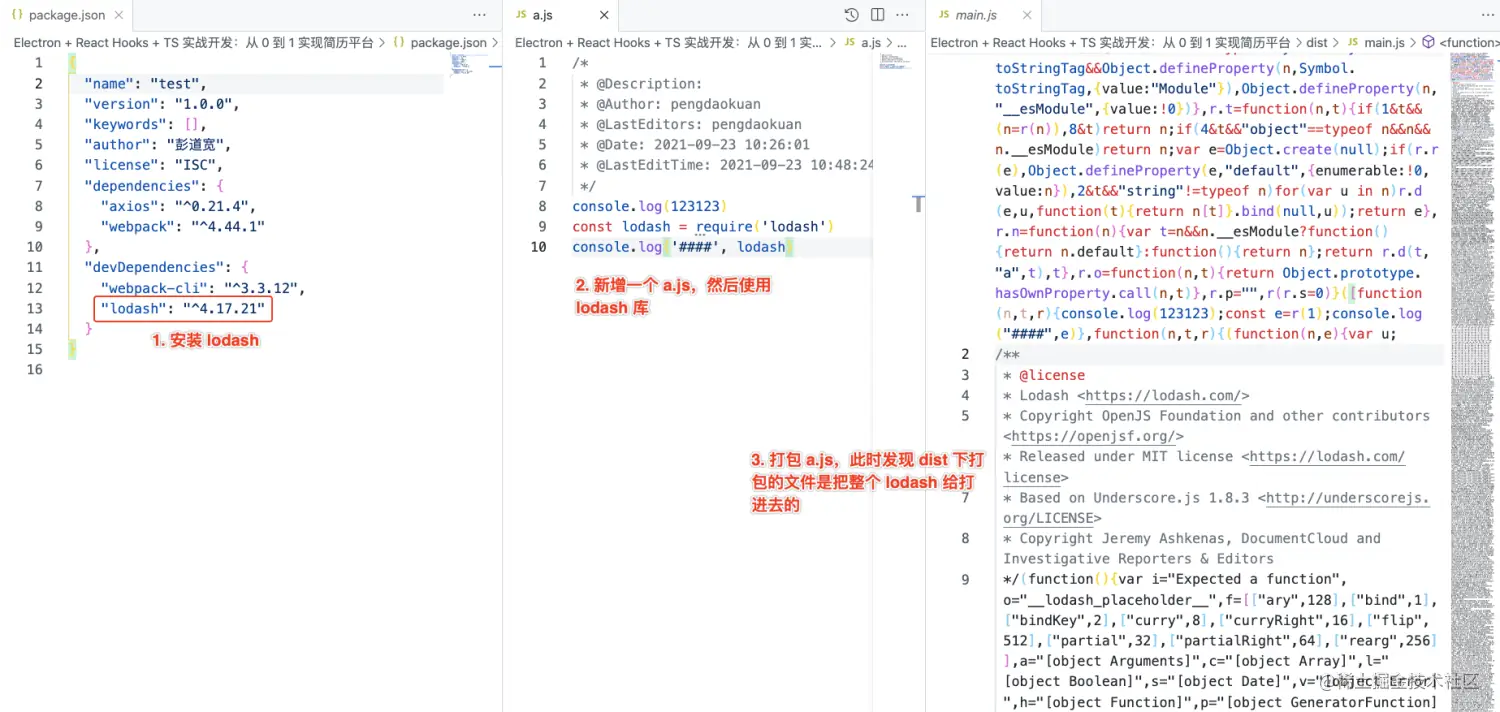 package.json
Electron + React Hooks + TS 实战开发：从 0 到 1 实现简历平台 > package.json >
1 {
2 "name": "test",
3 "version": "1.0.0",
4 "keywords": [],
5 "author": "彭道宽",
6 "license": "ISC",
7 "dependencies": {
8 "axios": "^0.21.4",
9 "webpack": "^4.44.1"
10 },
11 "devDependencies": {
12 "webpack-cli": "^3.3.12",
13 "lodash": "^4.17.21"
14 }
15 }
16
1. 安装 lodash
JS a.js
Electron + React Hooks + TS 实战开发：从 0 到 1 实... > JS a.js > ...
1 /*
2 * @Description:
3 * @Author: pengdaokuan
4 * @LastEditors: pengdaokuan
5 * @Date: 2021-09-23 10:26:01
6 * @LastEditTime: 2021-09-23 10:48:24
7 */
8 console.log(123123)
9 const lodash = require('lodash')
10 console.log('####', lodash)
2. 新增一个 a.js，然后使用
lodash 库
3. 打包 a.js，此时发现 dist 下打
包的文件是把整个 lodash 给打
进去的
JS main.js
Electron + React Hooks + TS 实战开发：从 0 到 1 实现简历平台 > dist > JS main.js > <function>
toStringTag&&Object.defineProperty(n,Symbol.
toStringTag,{value:"Module"}),Object.defineProperty(n,
"__esModule",{value:!0})},r.t=function(n,t){if(1&t&&
(n=r(n)),8&t)return n;if(4&t&&"object"==typeof n&&n&&
n.__esModule)return n;var e=Object.create(null);if(r.r
(e),Object.defineProperty(e,"default",{enumerable:!0,
value:n}),2&t&&"string"!=typeof n)for(var u in n)r.d
(e,u,function(t){return n[t]}.bind(null,u));return e},
r.n=function(n){var t=n&&n.__esModule?function()
{return n.default}:function(){return n};return r.d(t,
"a",t),t},r.o=function(n,t){return Object.prototype.
hasOwnProperty.call(n,t)},r.p="",r(r.s=0)}([function
(n,t,r){console.log(123123);const e=r(1);console.log
("####",e)},function(n,t,r){(function(n,e){var u;
2 /**
3 * @license
4 * Lodash <https://lodash.com/>
5 * Copyright OpenJS Foundation and other contributors
<https://openjsf.org/>
* Released under MIT license <https://lodash.com/
license>
7 * Based on Underscore.js 1.8.3 <http://underscorejs.
org/LICENSE>
8 * Copyright Jeremy Ashkenas, DocumentCloud and
Investigative Reporters & Editors
9 */(function(){var i="Expected a function",
o="__lodash_placeholder__",f=[["ary",128],["bind",1],
["bindKey",2],["curry",8],["curryRight",16],["flip",
512],["partial",32],["partialRight",64],["rearg",256]
],a="[object Arguments]",c="[object Array]",l="
[object Boolean]",s="[object Date]",v="[object Error]
",h="[object Function]",p="[object GeneratorFunction]
@稀土掘金技术社区